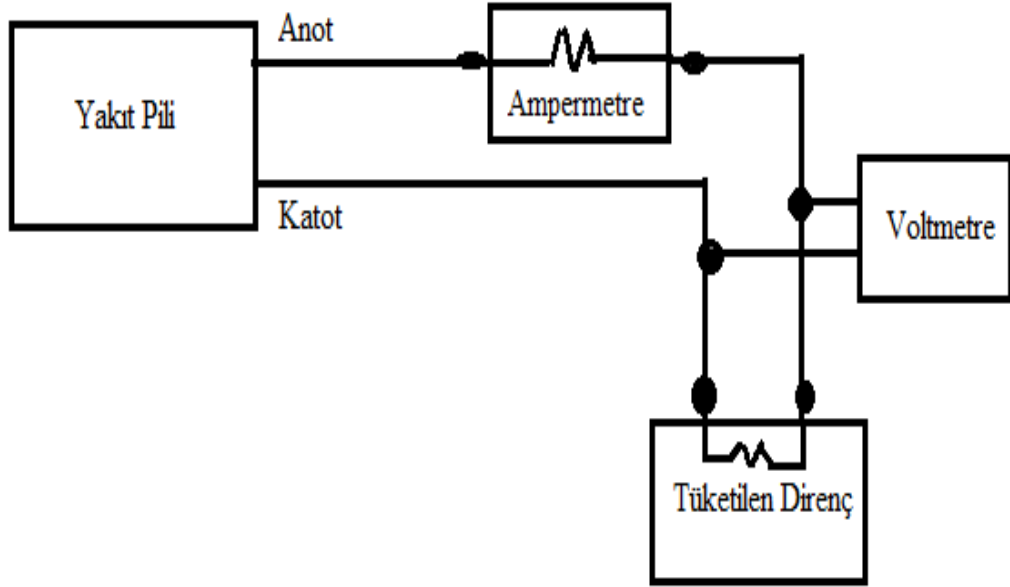 Anot
Yakıt Pili
Ampermetre
Katot
Voltmetre
Tüketilen Direnç